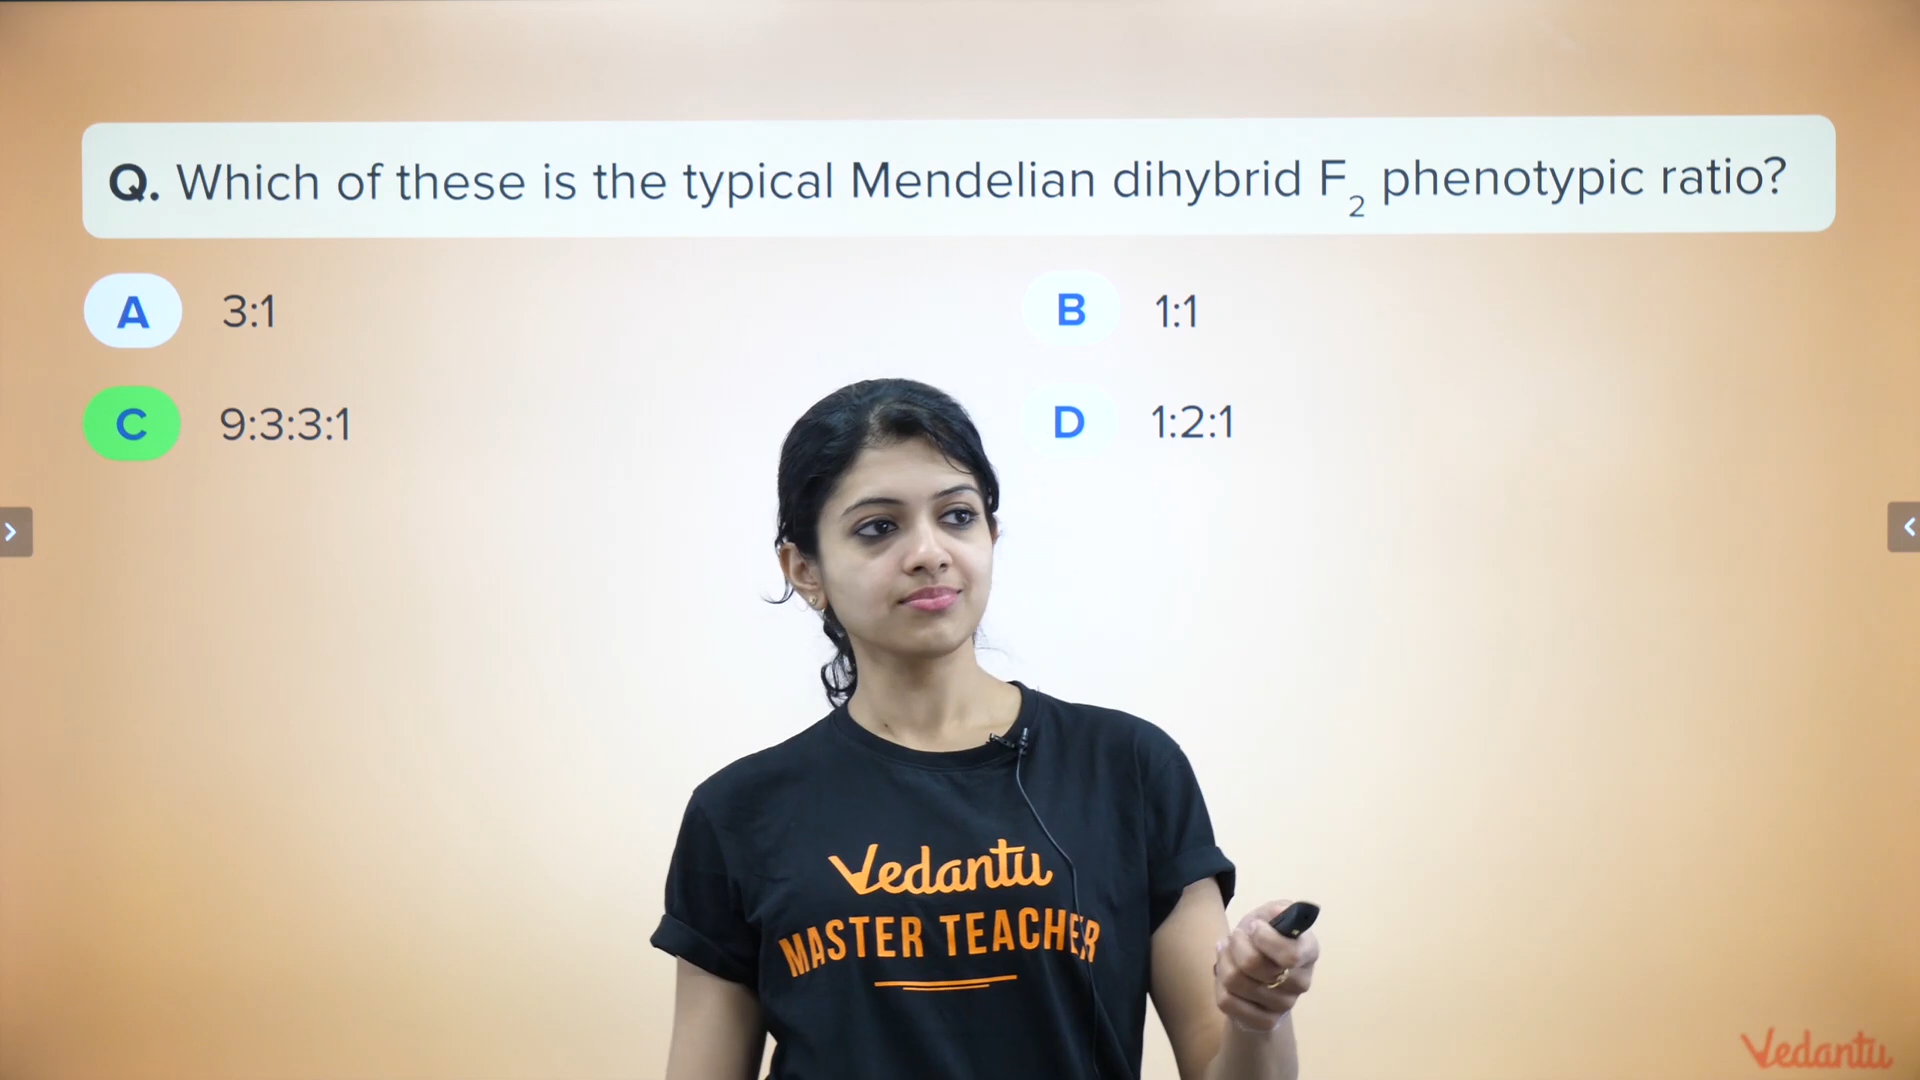 Q. Which of these is the typical Mendelian dihybrid F₂ phenotypic ratio?
A 3:1
B 1:1
C 9:3:3:1
D 1:2:1
Vedantu
MASTER TEACHER
Vedantu